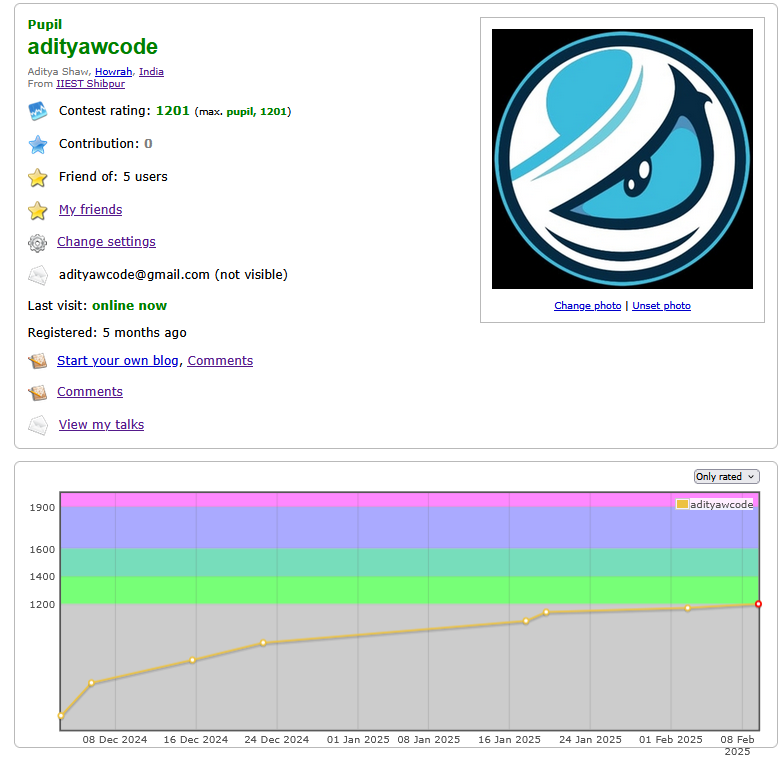 Pupil
adityawcode
Aditya Shaw, Howrah, India
From IIEST Shibpur
Contest rating: 1201 (max. pupil, 1201)
Contribution: 0
Friend of: 5 users
My friends
Change settings
adityawcode@gmail.com (not visible)
Last visit: online now
Registered: 5 months ago
Start your own blog, Comments
Comments
View my talks
Change photo | Unset photo
Only rated
adityawcode
1900
1600
1400
1200
08 Dec 2024 16 Dec 2024 24 Dec 2024 01 Jan 2025 08 Jan 2025 16 Jan 2025 24 Jan 2025 01 Feb 2025 08 Feb
2025